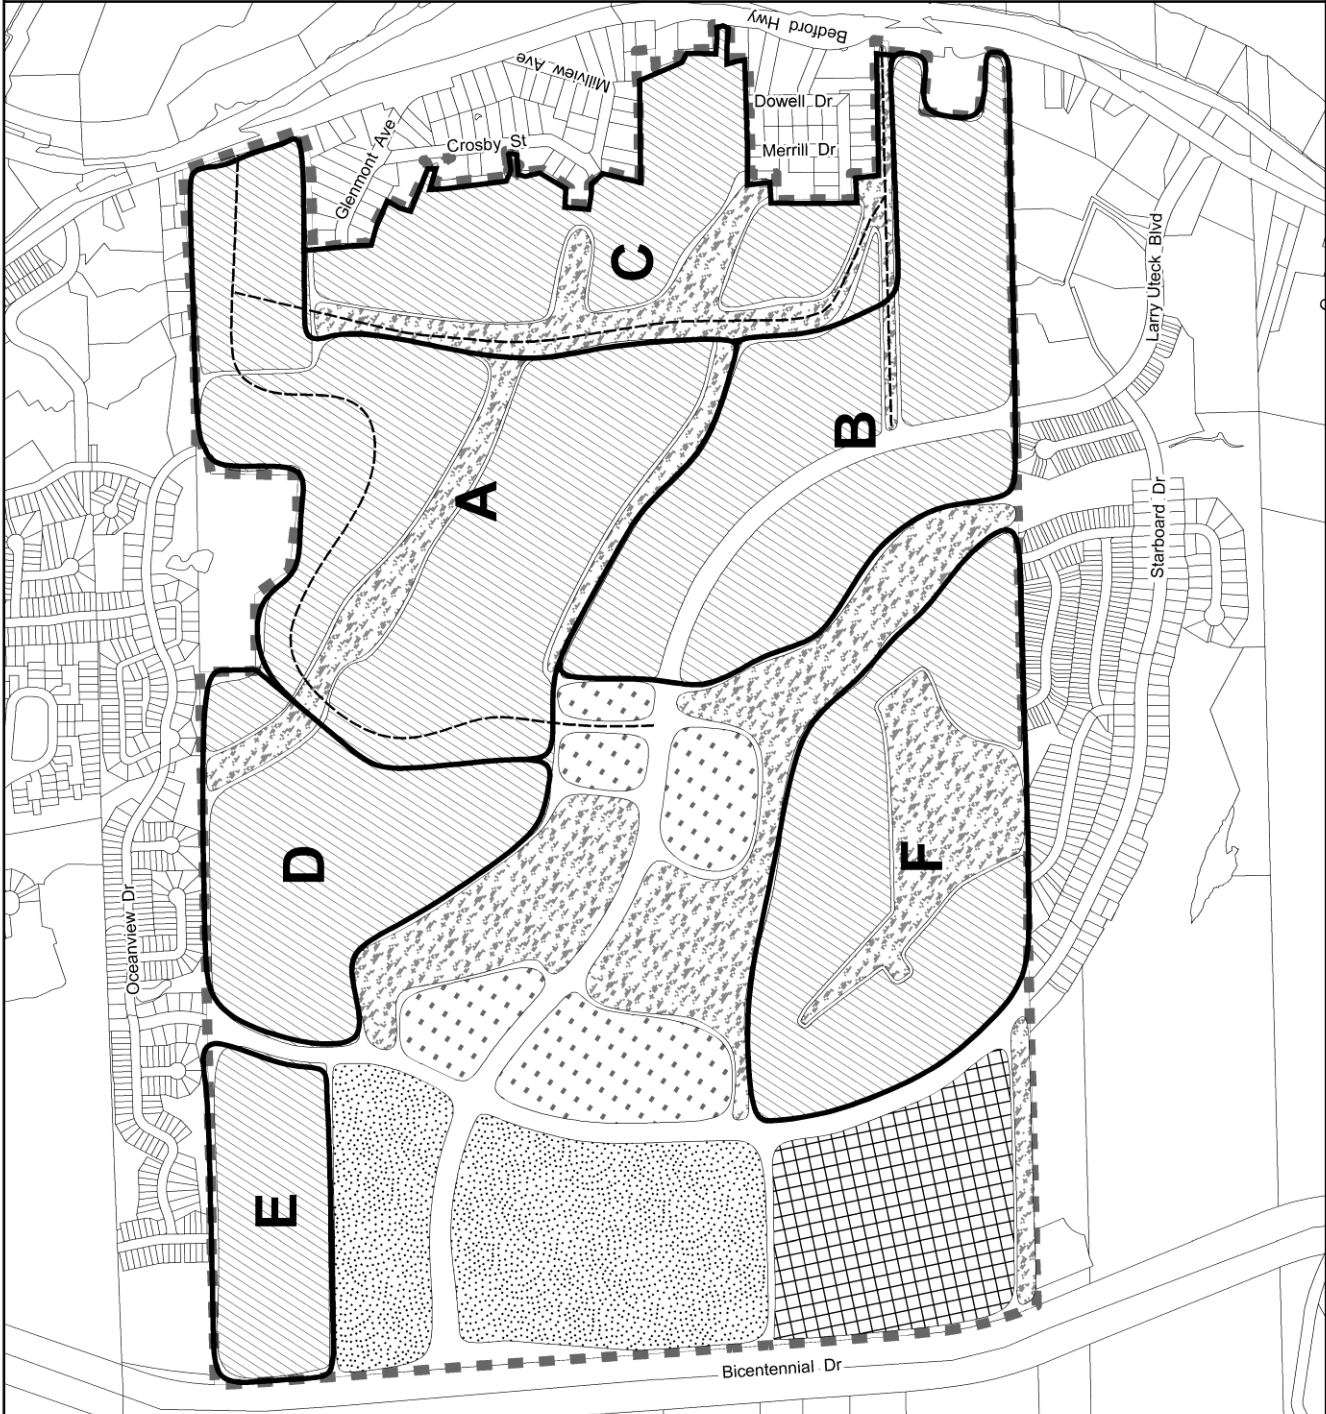 Bedford Hwy
Millview Ave
Dowell Dr
Glenmont Ave
Crosby St
Merrill Dr
C
Larry Uteck Blvd
B
A
Starboard Dr
D
F
Oceanview Dr
E
Bicentennial Dr